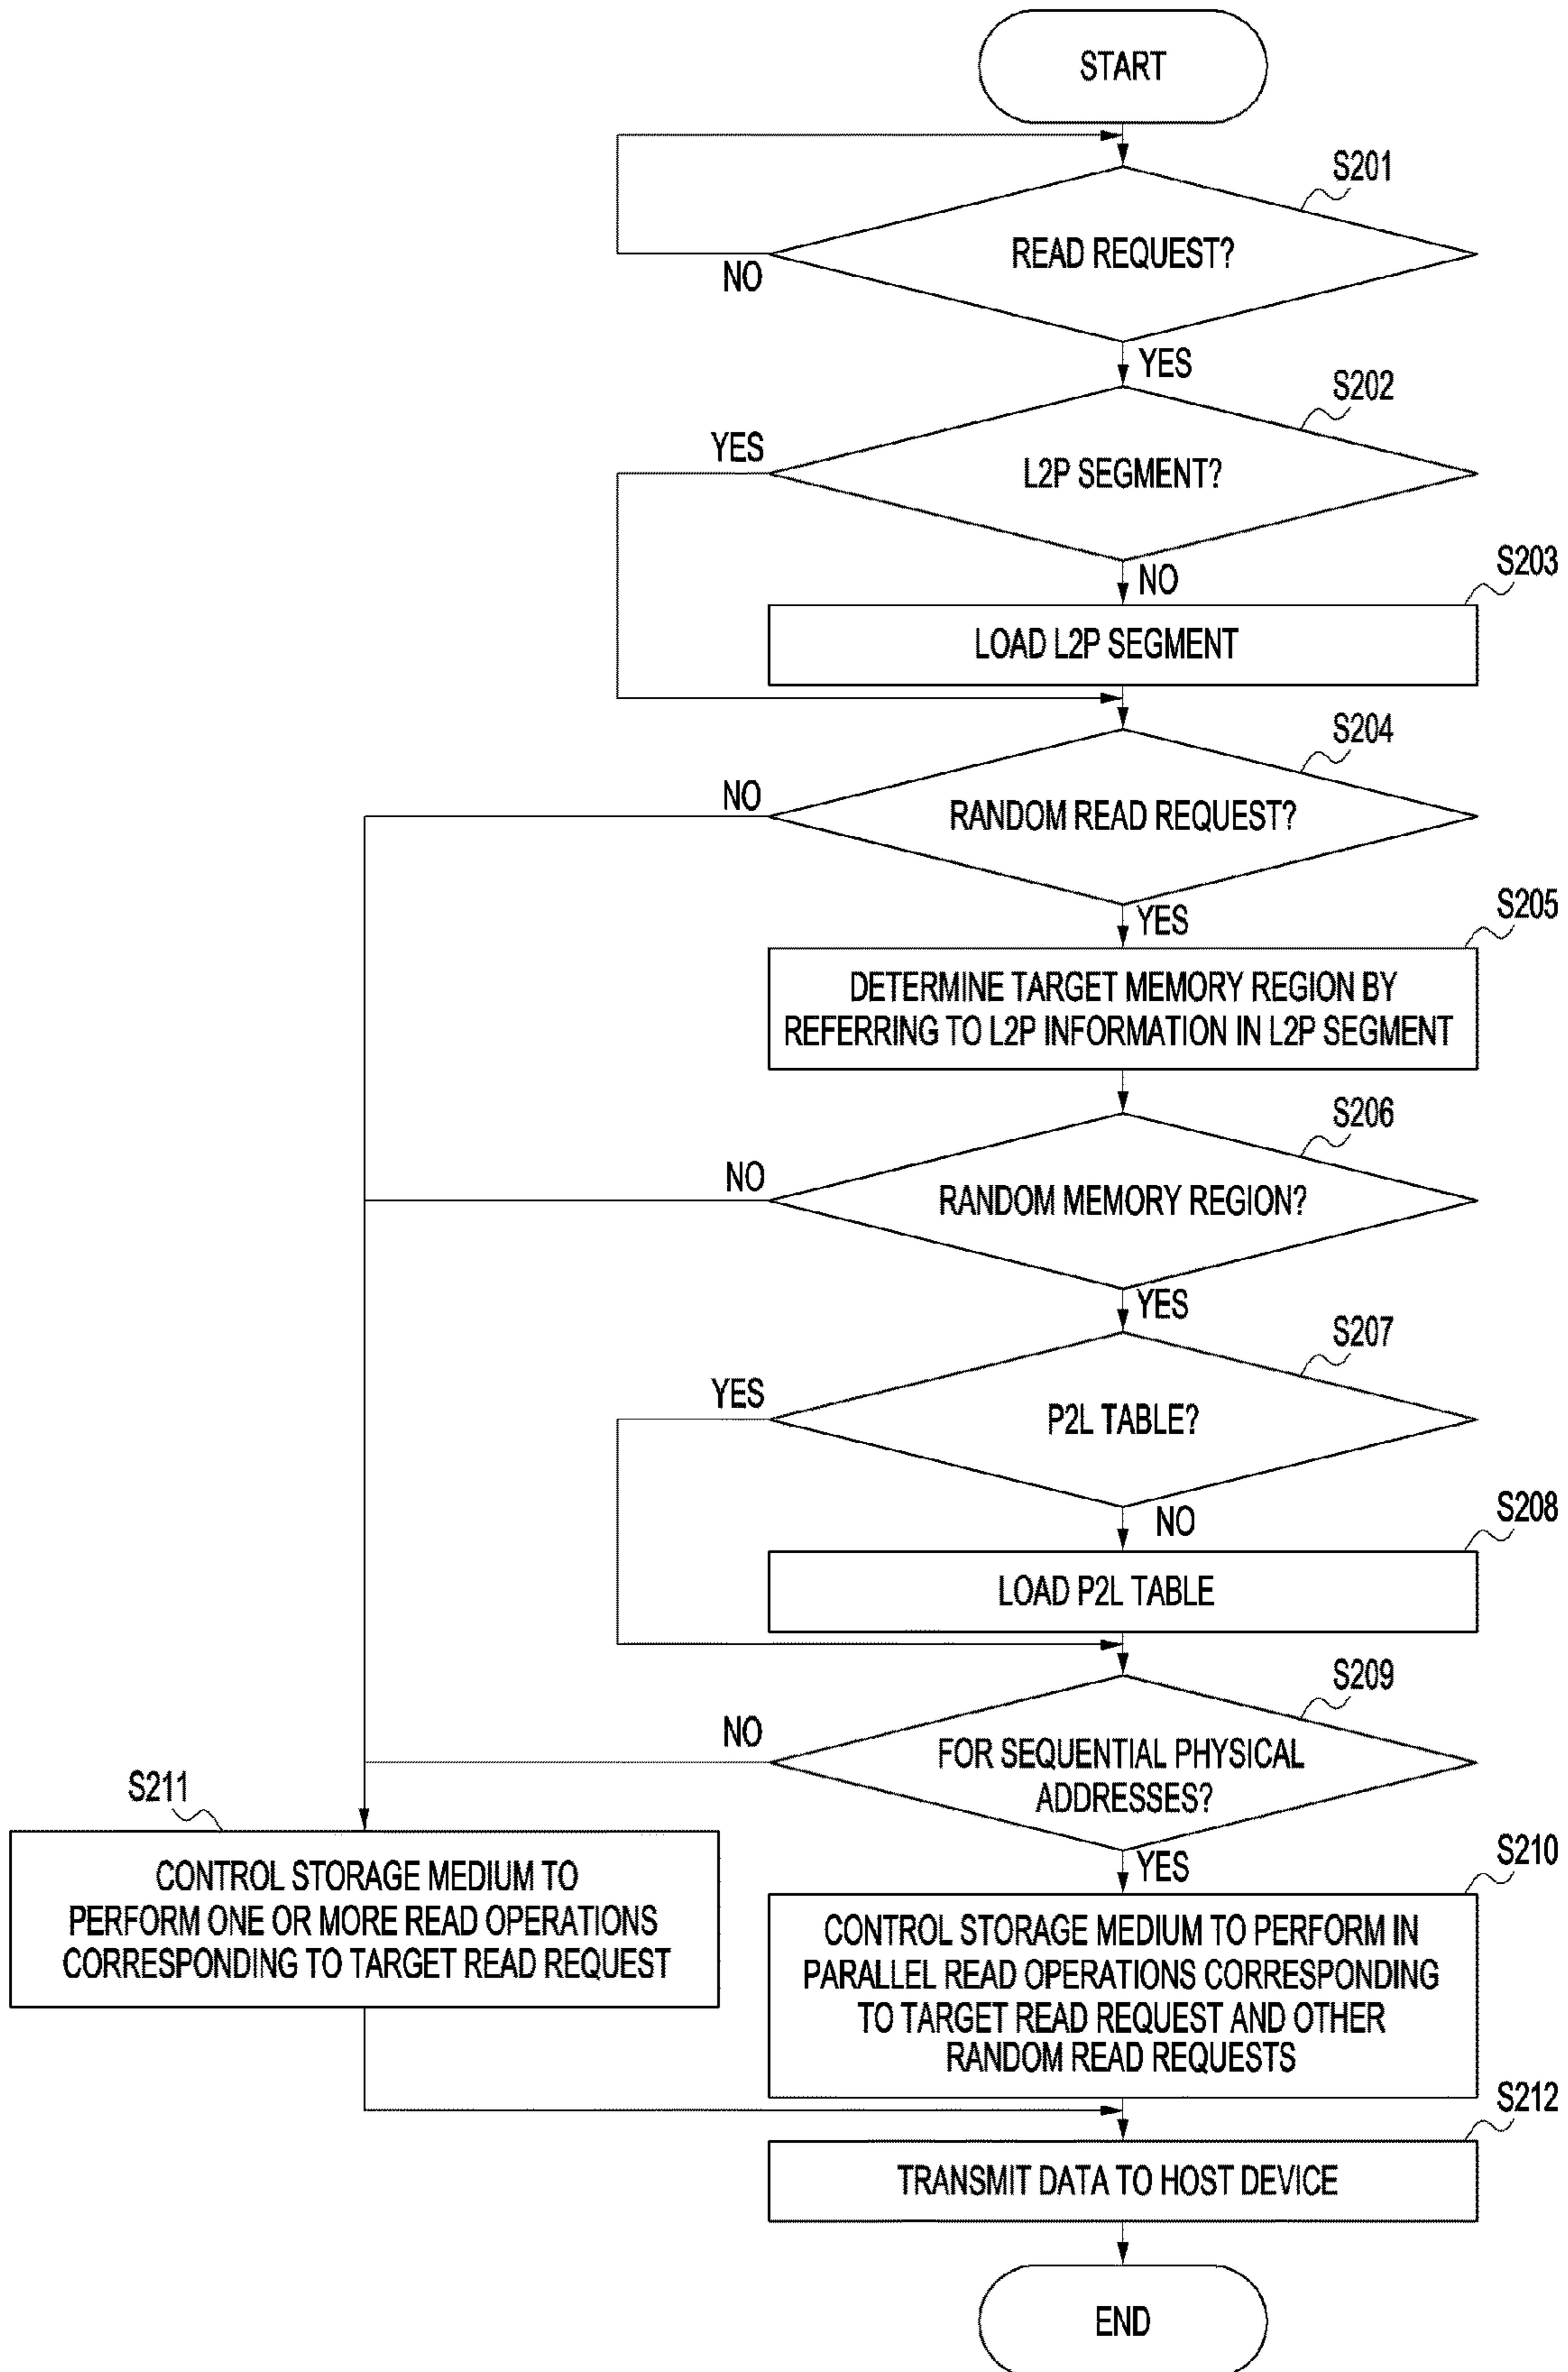 START
S201
READ REQUEST?
NO
YES
S202
YES
L2P SEGMENT?
NO
S203
LOAD L2P SEGMENT
S204
NO
RANDOM READ REQUEST?
YES
S205
DETERMINE TARGET MEMORY REGION BY
REFERRING TO L2P INFORMATION IN L2P SEGMENT
S206
NO
RANDOM MEMORY REGION?
YES
S207
YES
P2L TABLE?
NO
S208
LOAD P2L TABLE
S209
NO
FOR SEQUENTIAL PHYSICAL
ADDRESSES?
S211
CONTROL STORAGE MEDIUM TO
PERFORM ONE OR MORE READ OPERATIONS
CORRESPONDING TO TARGET READ REQUEST
YES
S210
CONTROL STORAGE MEDIUM TO PERFORM IN
PARALLEL READ OPERATIONS CORRESPONDING
TO TARGET READ REQUEST AND OTHER
RANDOM READ REQUESTS
S212
TRANSMIT DATA TO HOST DEVICE
END